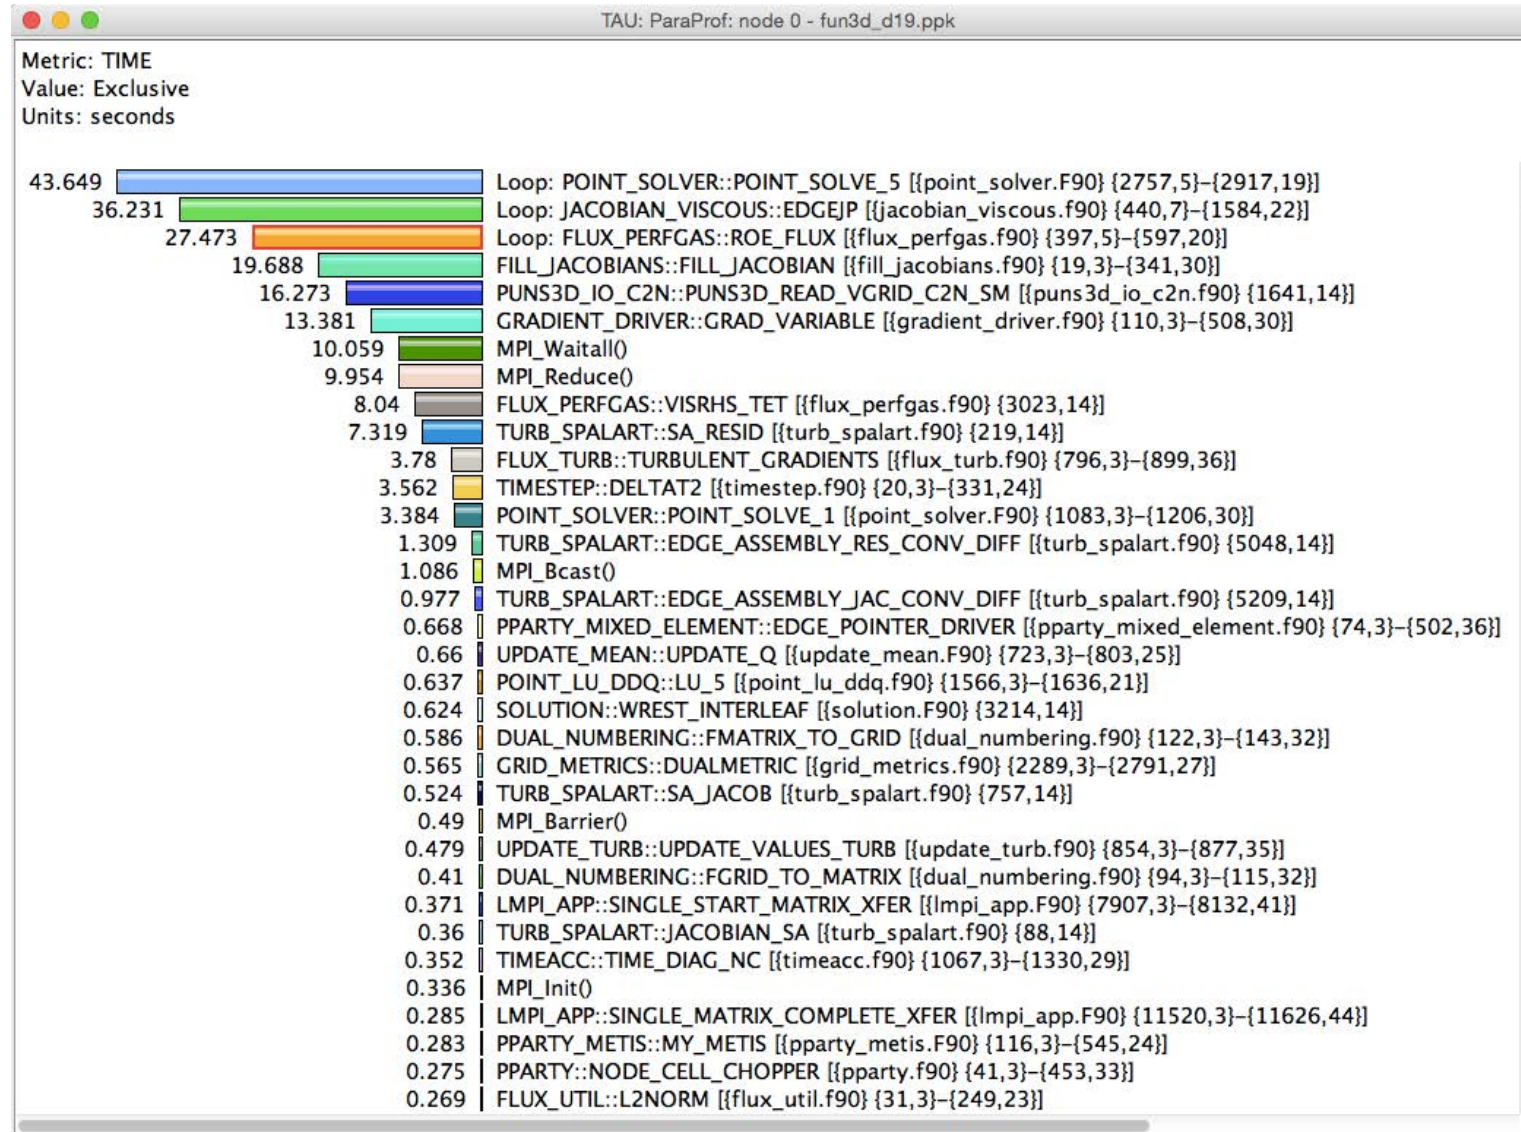 TAU: ParaProf: node 0 - fun3d_d19.ppk
Metric: TIME
Value: Exclusive
Units: seconds
43.649 Loop: POINT_SOLVER::POINT_SOLVE_5 [{point_solver.F90} {2757,5}–{2917,19}]
36.231 Loop: JACOBIAN_VISCOUS::EDGEJP [{jacobian_viscous.f90} {440,7}–{1584,22}]
27.473 Loop: FLUX_PERFGAS::ROE_FLUX [{flux_perfgas.f90} {397,5}–{597,20}]
19.688 FILL_JACOBIANS::FILL_JACOBIAN [{fill_jacobians.f90} {19,3}–{341,30}]
16.273 PUNS3D_IO_C2N::PUNS3D_READ_VGRID_C2N_SM [{puns3d_io_c2n.f90} {1641,14}]
13.381 GRADIENT_DRIVER::GRAD_VARIABLE [{gradient_driver.f90} {110,3}–{508,30}]
10.059 MPI_Waitall()
9.954 MPI_Reduce()
8.04 FLUX_PERFGAS::VISRHS_TET [{flux_perfgas.f90} {3023,14}]
7.319 TURB_SPALART::SA_RESID [{turb_spalart.f90} {219,14}]
3.78 FLUX_TURB::TURBULENT_GRADIENTS [{flux_turb.f90} {796,3}–{899,36}]
3.562 TIMESTEP::DELTAT2 [{timestep.f90} {20,3}–{331,24}]
3.384 POINT_SOLVER::POINT_SOLVE_1 [{point_solver.F90} {1083,3}–{1206,30}]
1.309 TURB_SPALART::EDGE_ASSEMBLY_RES_CONV_DIFF [{turb_spalart.f90} {5048,14}]
1.086 MPI_Bcast()
0.977 TURB_SPALART::EDGE_ASSEMBLY_JAC_CONV_DIFF [{turb_spalart.f90} {5209,14}]
0.668 PPARTY_MIXED_ELEMENT::EDGE_POINTER_DRIVER [{pparty_mixed_element.f90} {74,3}–{502,36}]
0.66 UPDATE_MEAN::UPDATE_Q [{update_mean.F90} {723,3}–{803,25}]
0.637 POINT_LU_DDQ::LU_5 [{point_lu_ddq.f90} {1566,3}–{1636,21}]
0.624 SOLUTION::WREST_INTERLEAF [{solution.F90} {3214,14}]
0.586 DUAL_NUMBERING::FMATRIX_TO_GRID [{dual_numbering.f90} {122,3}–{143,32}]
0.565 GRID_METRICS::DUALMETRIC [{grid_metrics.f90} {2289,3}–{2791,27}]
0.524 TURB_SPALART::SA_JACOB [{turb_spalart.f90} {757,14}]
0.49 MPI_Barrier()
0.479 UPDATE_TURB::UPDATE_VALUES_TURB [{update_turb.f90} {854,3}–{877,35}]
0.41 DUAL_NUMBERING::FGRID_TO_MATRIX [{dual_numbering.f90} {94,3}–{115,32}]
0.371 LMPI_APP::SINGLE_START_MATRIX_XFER [{lmpi_app.F90} {7907,3}–{8132,41}]
0.36 TURB_SPALART::JACOBIAN_SA [{turb_spalart.f90} {88,14}]
0.352 TIMEACC::TIME_DIAG_NC [{timeacc.f90} {1067,3}–{1330,29}]
0.336 MPI_Init()
0.285 LMPI_APP::SINGLE_MATRIX_COMPLETE_XFER [{lmpi_app.F90} {11520,3}–{11626,44}]
0.283 PPARTY_METIS::MY_METIS [{pparty_metis.F90} {116,3}–{545,24}]
0.275 PPARTY::NODE_CELL_CHOPPER [{pparty.f90} {41,3}–{453,33}]
0.269 FLUX_UTIL::L2NORM [{flux_util.f90} {31,3}–{249,23}]